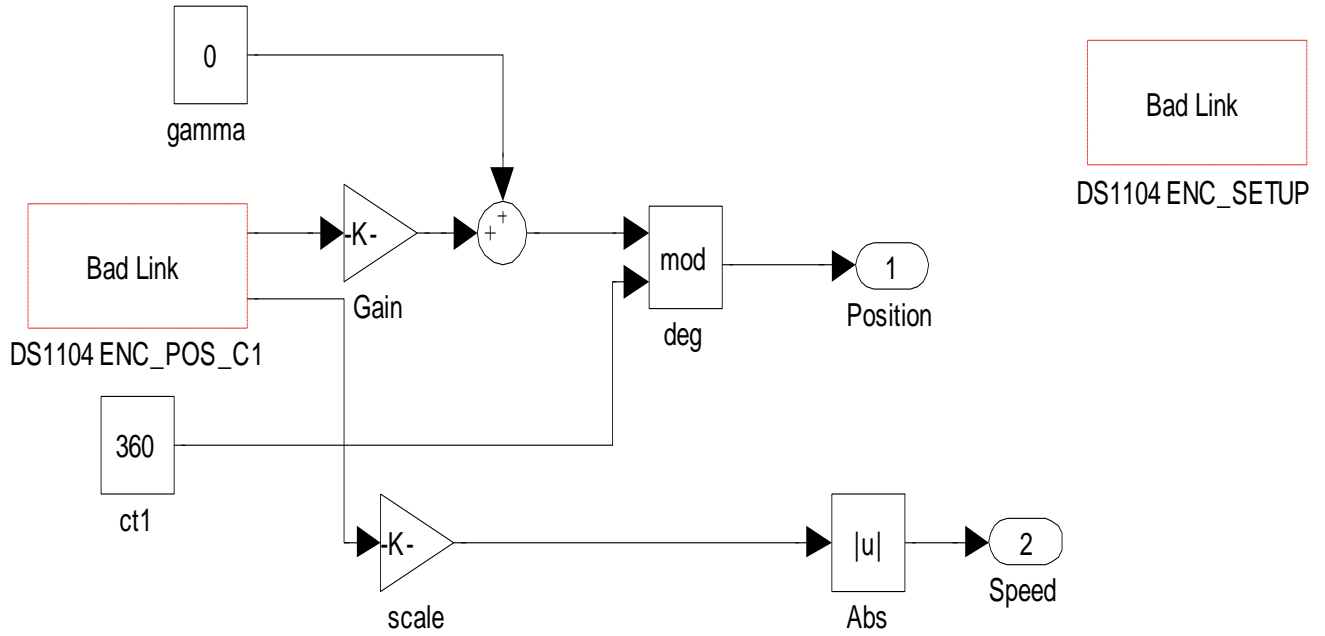 0
gamma
Bad Link
DS1104 ENC_SETUP
Bad Link
DS1104 ENC_POS_C1
-K-
Gain
+
+
mod
deg
1
Position
360
ct1
-K-
scale
|u|
Abs
2
Speed